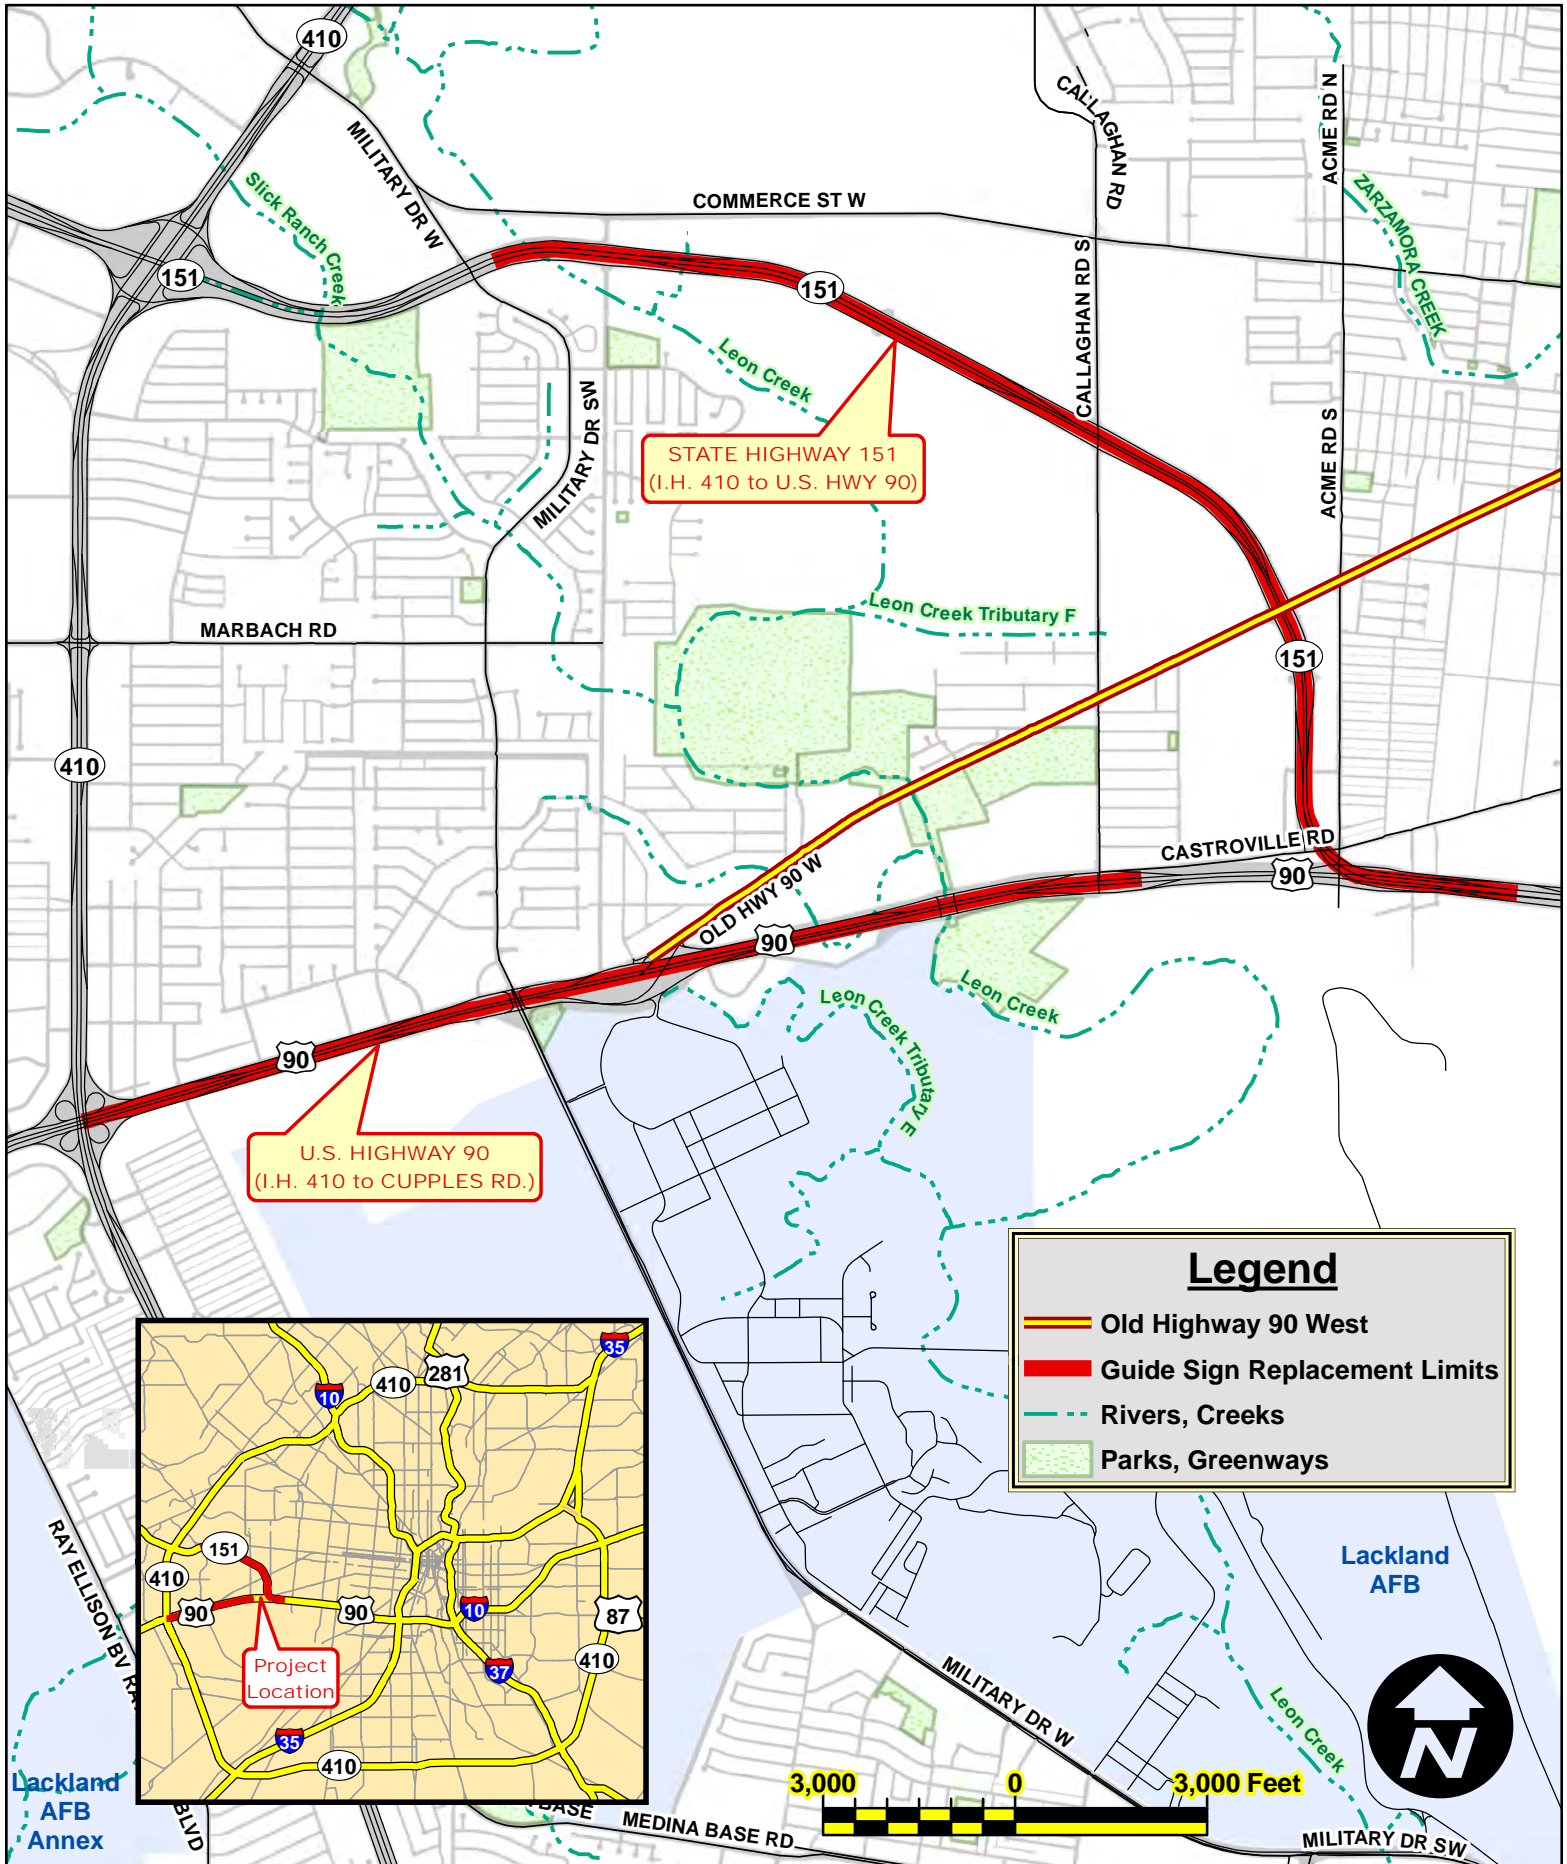 410
CALLAGHAN RD
ACME RD N
MILITARY DR W
Slick Ranch Creek
COMMERCE ST W
ZARZAMORA CREEK
151
151
CALLAGHAN RD S
Leon Creek
MILITARY DR SW
ACME RD S
STATE HIGHWAY 151
(I.H. 410 to U.S. HWY 90)
Leon Creek Tributary F
MARBACH RD
151
410
CASTROVILLE RD
90
OLD HWY 90 W
90
Leon Creek
Leon Creek Tributary E
90
U.S. HIGHWAY 90
(I.H. 410 to CUPPLES RD.)
Legend
Old Highway 90 West
Guide Sign Replacement Limits
Rivers, Creeks
Parks, Greenways
35
281
410
10
151
410
90
90
10
87
Project
Location
410
37
35
410
RAY ELLISON BV
BLVD
Lackland
AFB
Lackland
AFB
Annex
MILITARY DR W
Leon Creek
N
3,000
0
3,000 Feet
BASE
MEDINA BASE RD
MILITARY DR SW